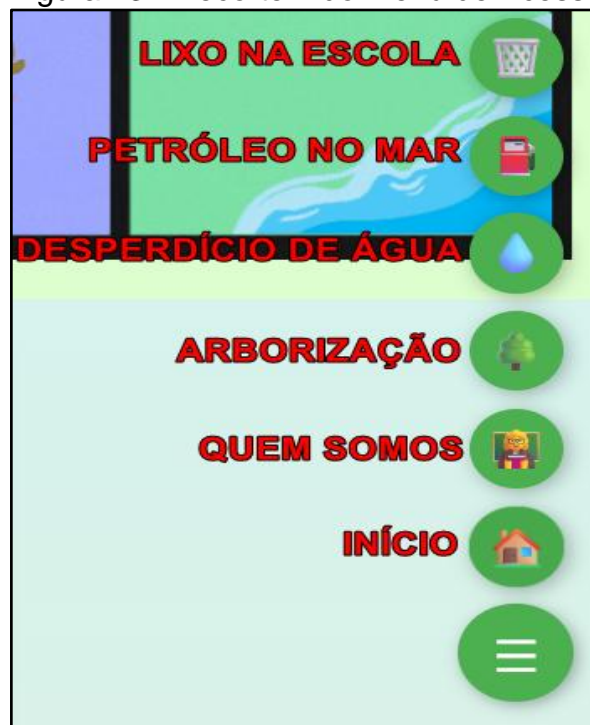 LIXO NA ESCOLA
PETRÓLEO NO MAR
DESPERDÍCIO DE ÁGUA
ARBORIZAÇÃO
QUEM SOMOS
INÍCIO